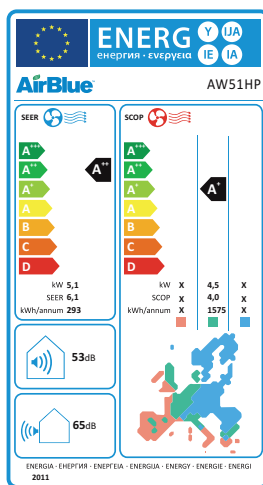 ENERG Y IJA
енергия · ενεργεια IE IA
AirBlue AW51HP
SEER SCOP
A+++ A+++
A++ A++ A++
A+ A+ A+
A A
B B
C C
D D
kW 5,1 kW X 4,5 X
SEER 6,1 SCOP X 4,0 X
kWh/annum 293 kWh/annum X 1575 X
53dB
65dB
ENERGIA · ЕНЕРГИЯ · ΕΝΕΡΓΕΙΑ · ENERGIJA · ENERGY · ENERGIE · ENERGI
2011